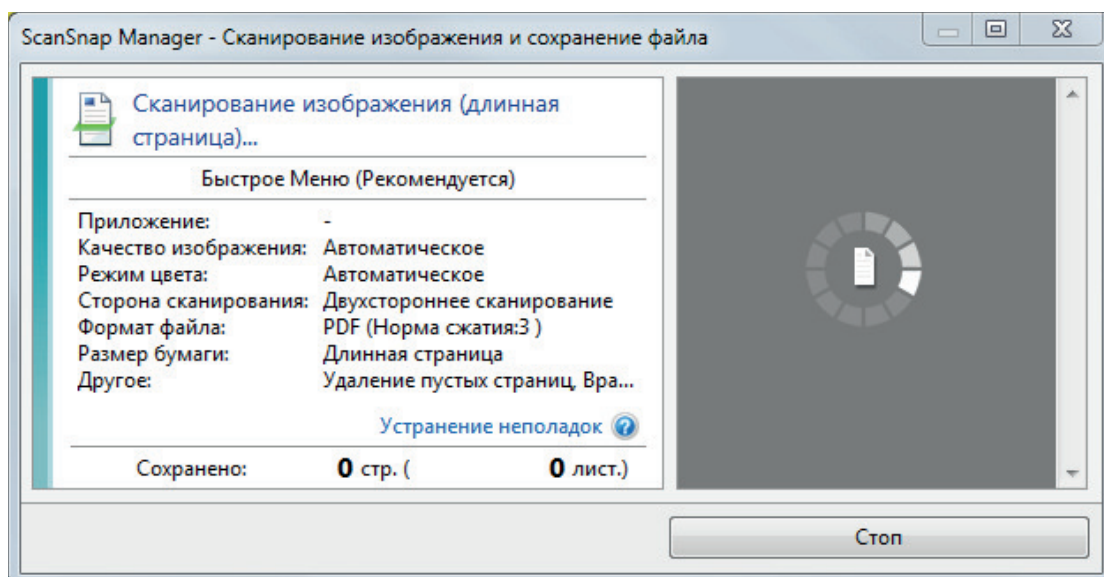 ScanSnap Manager - Сканирование изображения и сохранение файла
Сканирование изображения (длинная
страница)...
Быстрое Меню (Рекомендуется)
Приложение: -
Качество изображения: Автоматическое
Режим цвета: Автоматическое
Сторона сканирования: Двухстороннее сканирование
Формат файла: PDF (Норма сжатия:3 )
Размер бумаги: Длинная страница
Другое: Удаление пустых страниц, Вра...
Устранение неполадок
Сохранено: 0 стр. ( 0 лист.)
Стоп